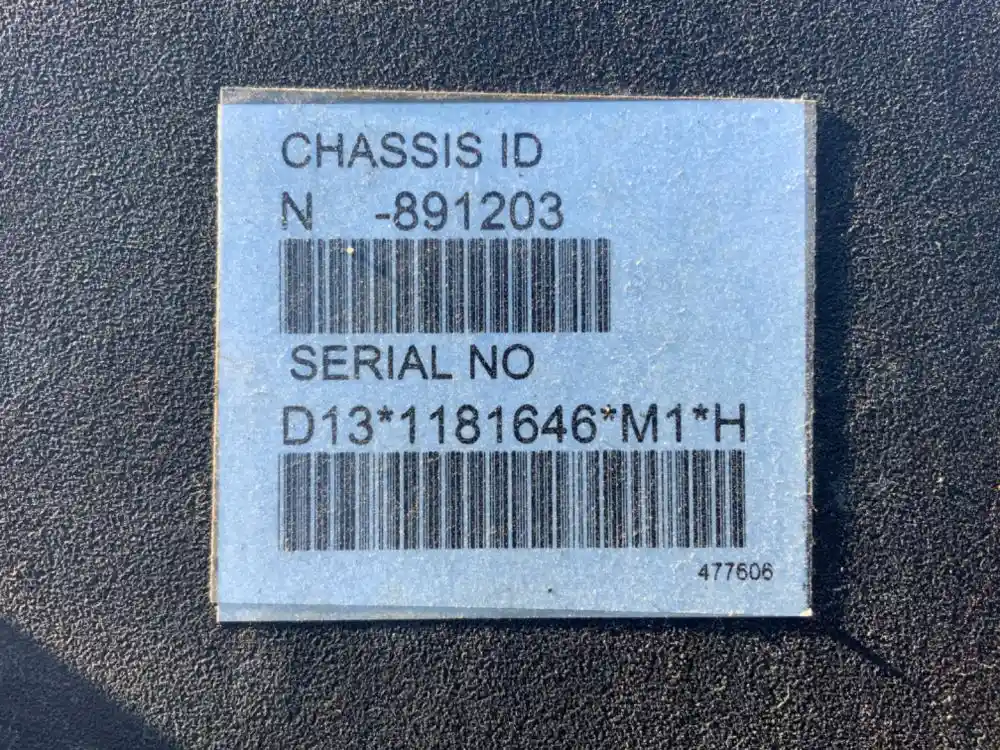 CHASSIS ID
N -891203
SERIAL NO
D13*1181646*M1*H
477606